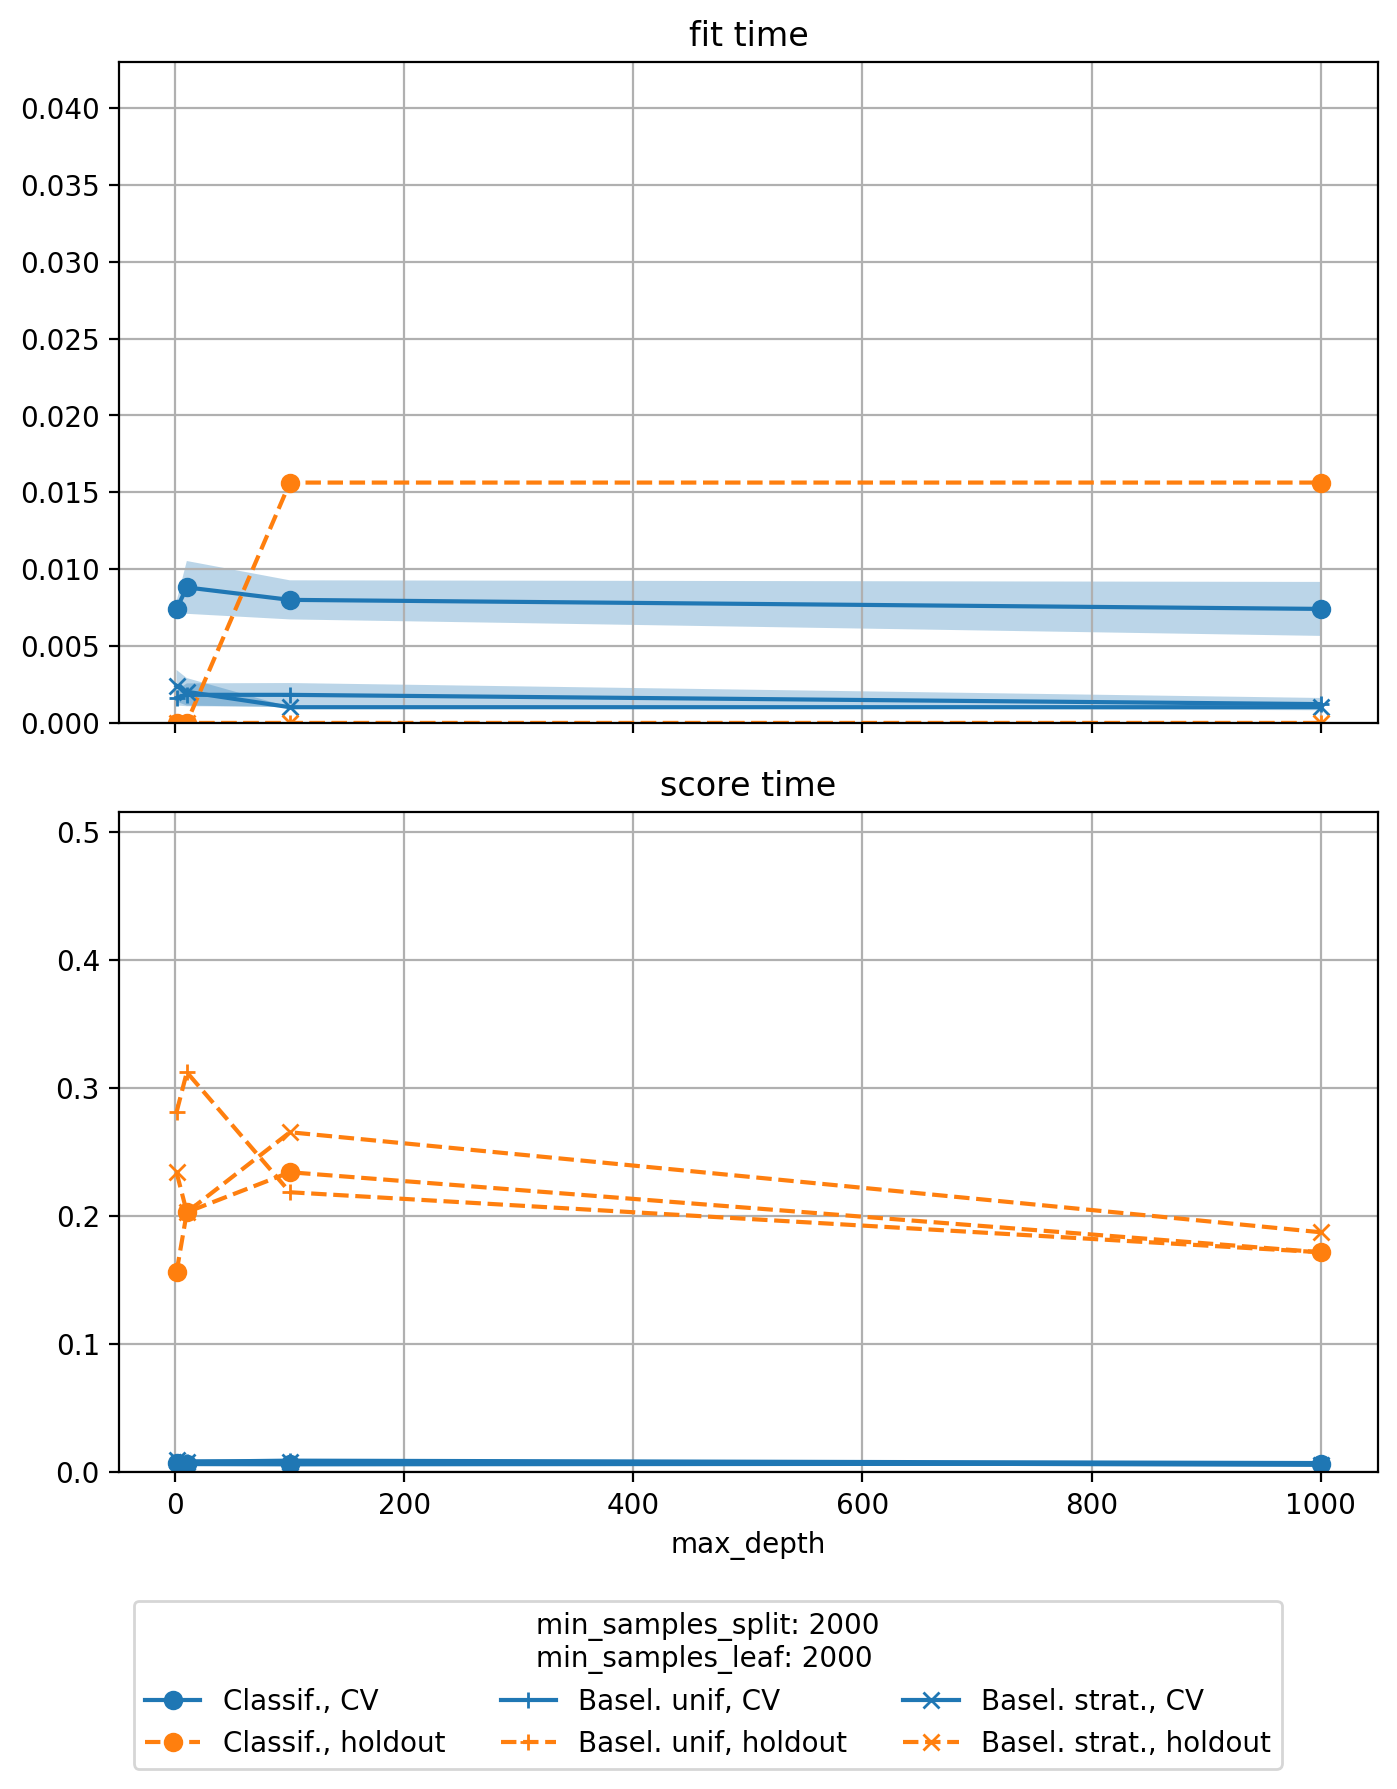 fit time
0.040
0.035
0.030
0.025
0.020
0.015
0.010
0.005
0.000
score time
0.5
0.4
0.3
0.2
0.1
0.0
0 200 400 600 800 1000
max_depth
min_samples_split: 2000
min_samples_leaf: 2000
Classif., CV Basel. unif, CV Basel. strat., CV
Classif., holdout Basel. unif, holdout Basel. strat., holdout